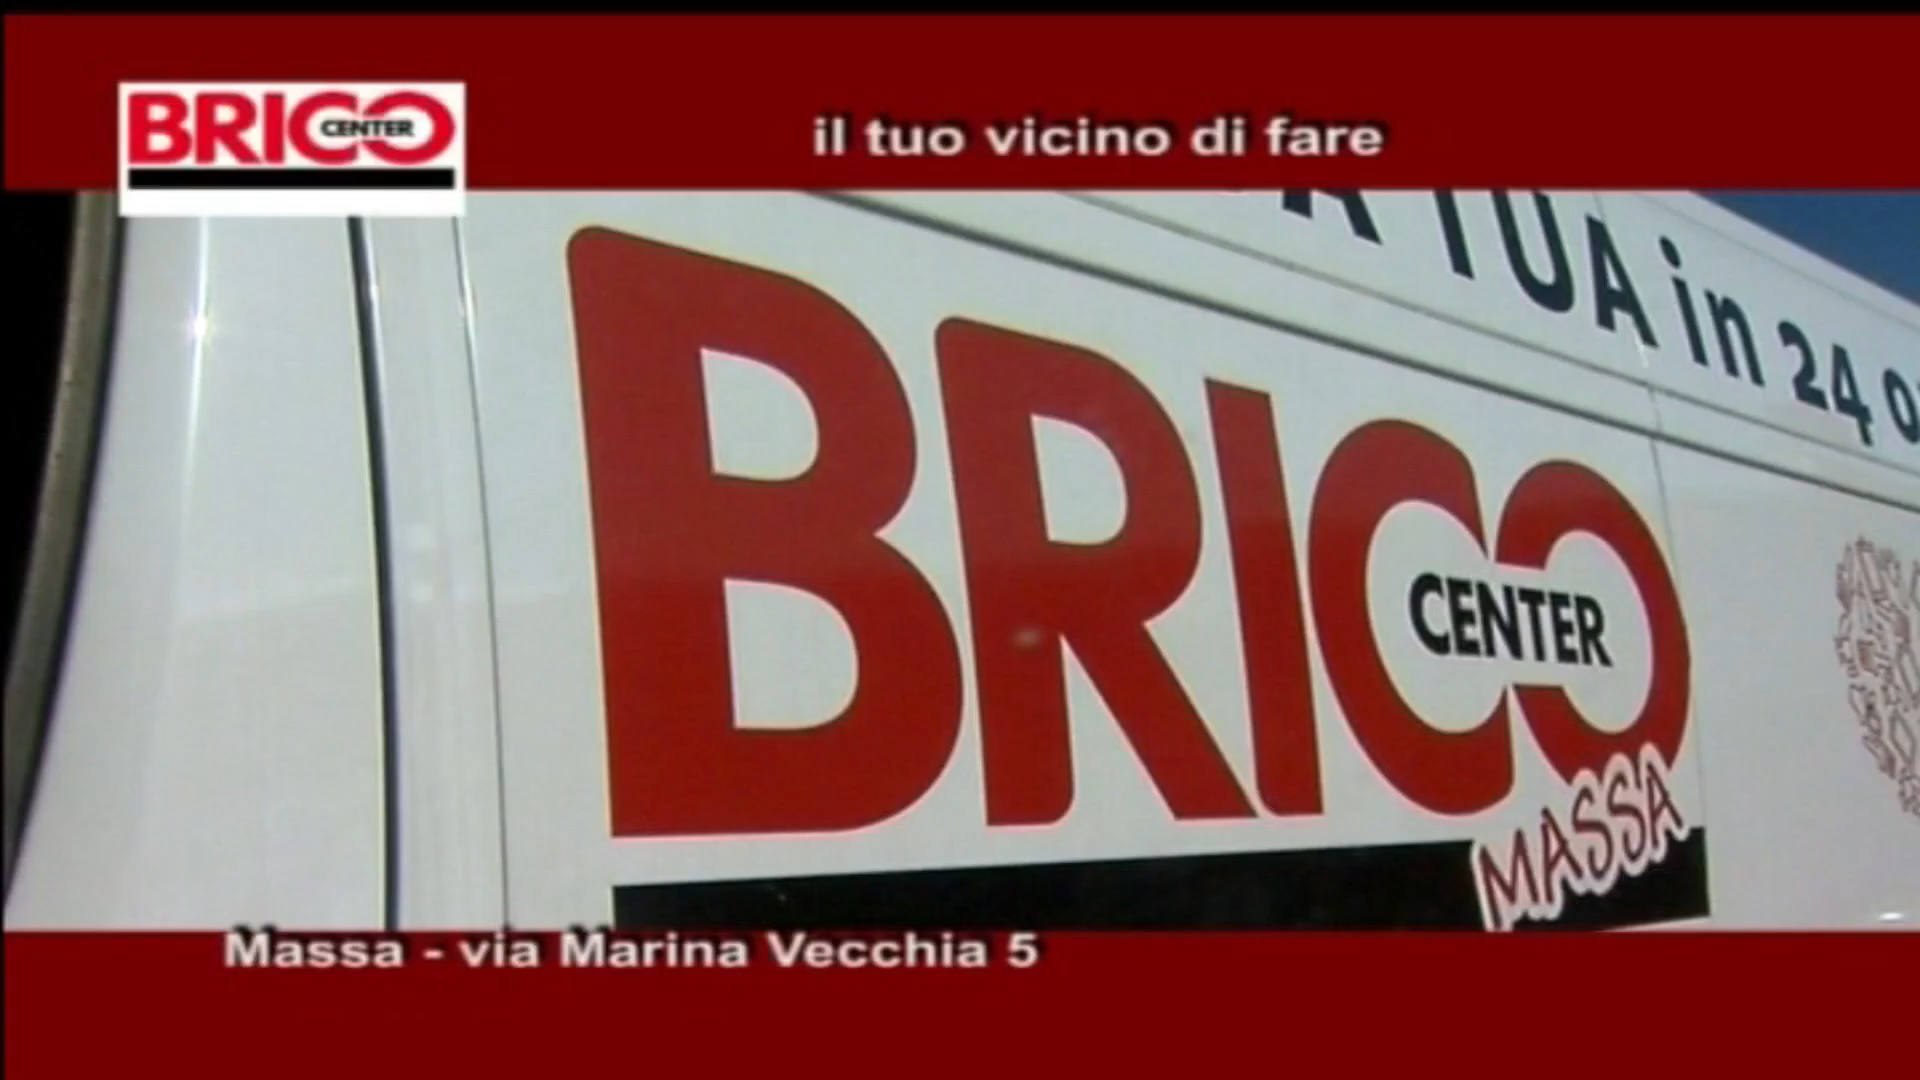 BRICO
CENTER
il tuo vicino di fare
TUA in 24
BRICO
CENTER
MASSA
Massa - via Marina Vecchia 5